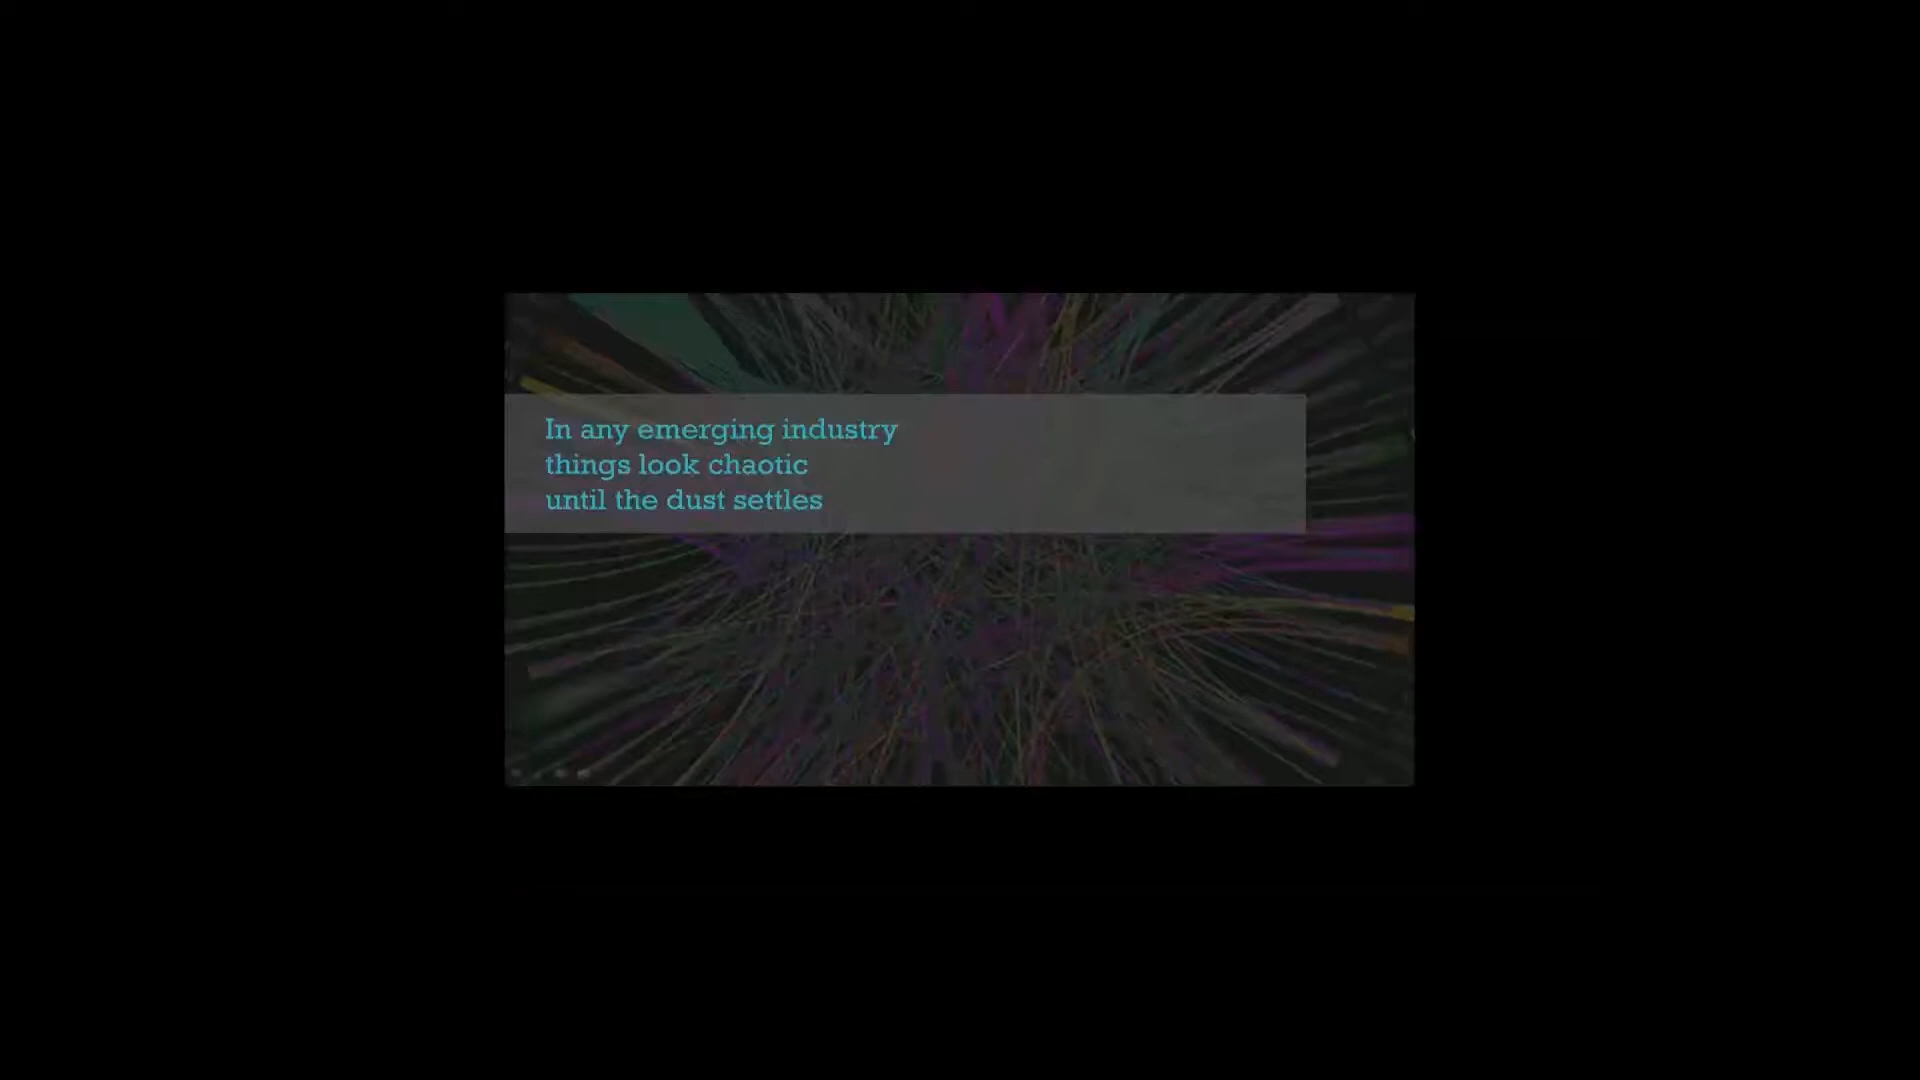 In any emerging industry
things look chaotic
until the dust settles